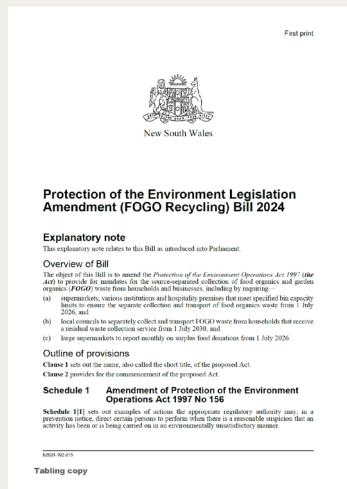 First print
New South Wales
Protection of the Environment Legislation
Amendment (FOGO Recycling) Bill 2024
Explanatory note
This explanatory note relates to this Bill as introduced into Parliament.
Overview of Bill
The object of this Bill is to amend the Protection of the Environment Operations Act 1997 (the
Act) to provide for mandates for the source-separated collection of food organics and garden
organics (FOGO) waste from households and businesses, including by requiring—
(a) supermarkets, various institutions and hospitality premises that meet specified bin capacity
limits to ensure the separate collection and transport of food organics waste from 1 July
2026, and
(b) local councils to separately collect and transport FOGO waste from households that receive
a residual waste collection service from 1 July 2030, and
(c) large supermarkets to report monthly on surplus food donations from 1 July 2026.
Outline of provisions
Clause 1 sets out the name, also called the short title, of the proposed Act.
Clause 2 provides for the commencement of the proposed Act.
Schedule 1 Amendment of Protection of the Environment
Operations Act 1997 No 156
Schedule 1[1] sets out examples of actions the appropriate regulatory authority may, in a
prevention notice, direct certain persons to perform when there is a reasonable suspicion that an
activity has been or is being carried on in an environmentally unsatisfactory manner.
b2024-192.d15
Tabling copy